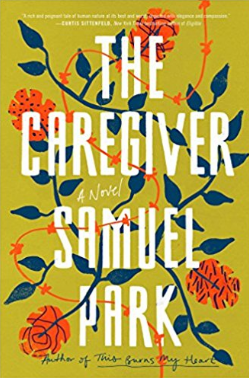 "A rich and poignant tale of human nature at its best and worst, told with elegance and compassion."
—CURTIS SITTENFELD, New York Times bestselling author of Eligible
THE
CAREGIVER
A Novel
SAMUEL
PARK
Author of This Burns My Heart